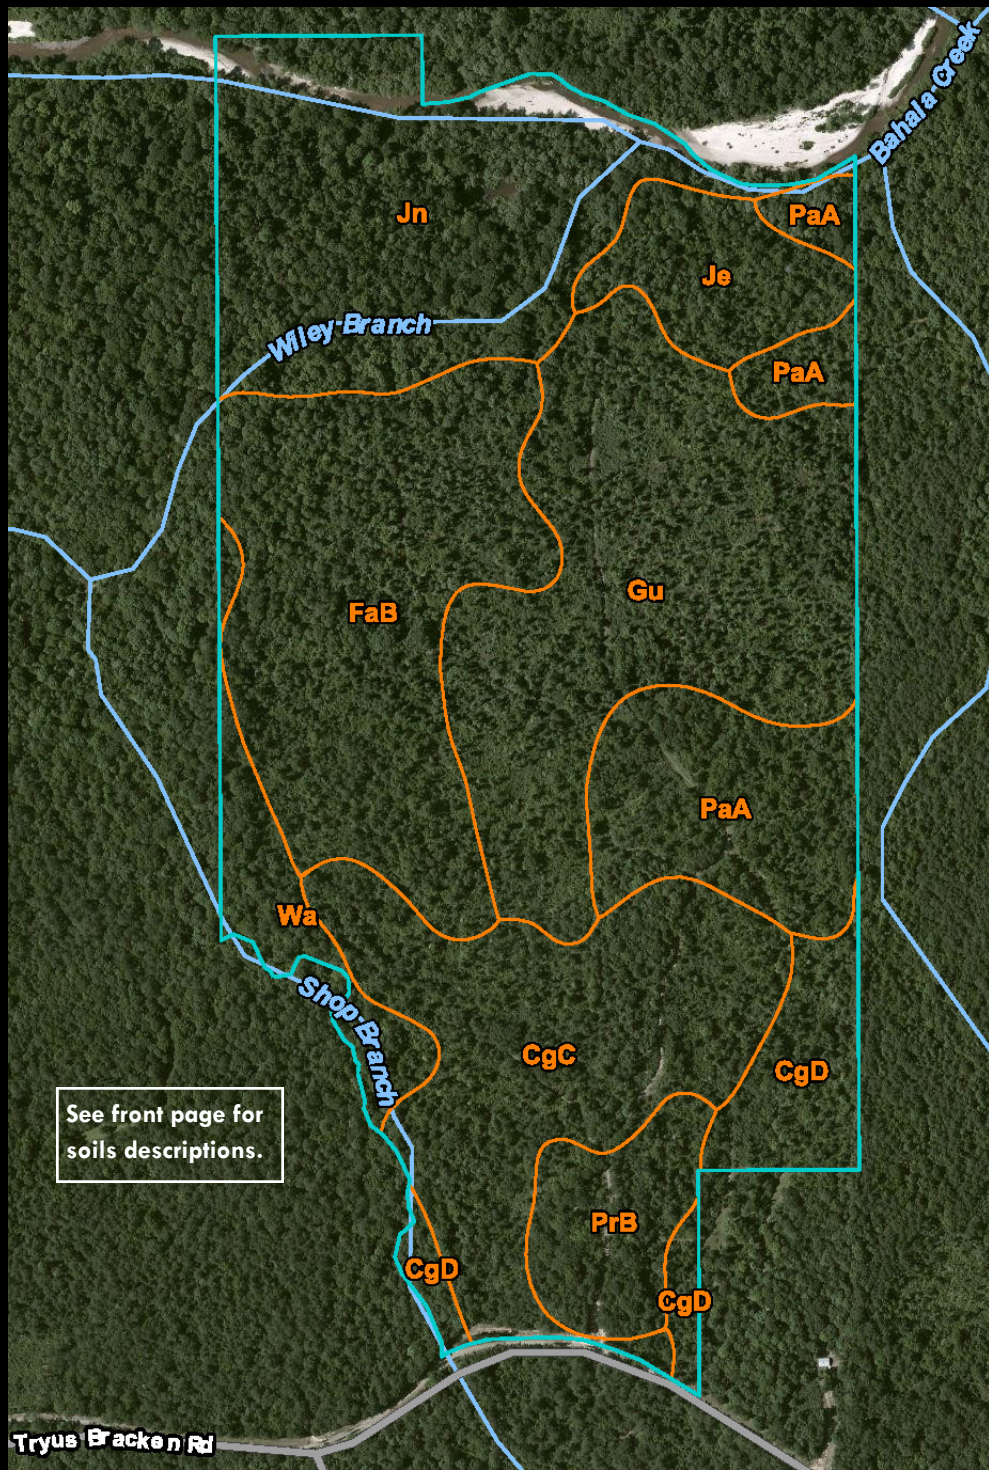 Bahala Creek
Jn
PaA
Je
Wiley Branch
PaA
Gu
FaB
PaA
Wa
Shop Branch
CgC
CgD
See front page for
soils descriptions.
PrB
CgD
CgD
Tryus Bracken Rd